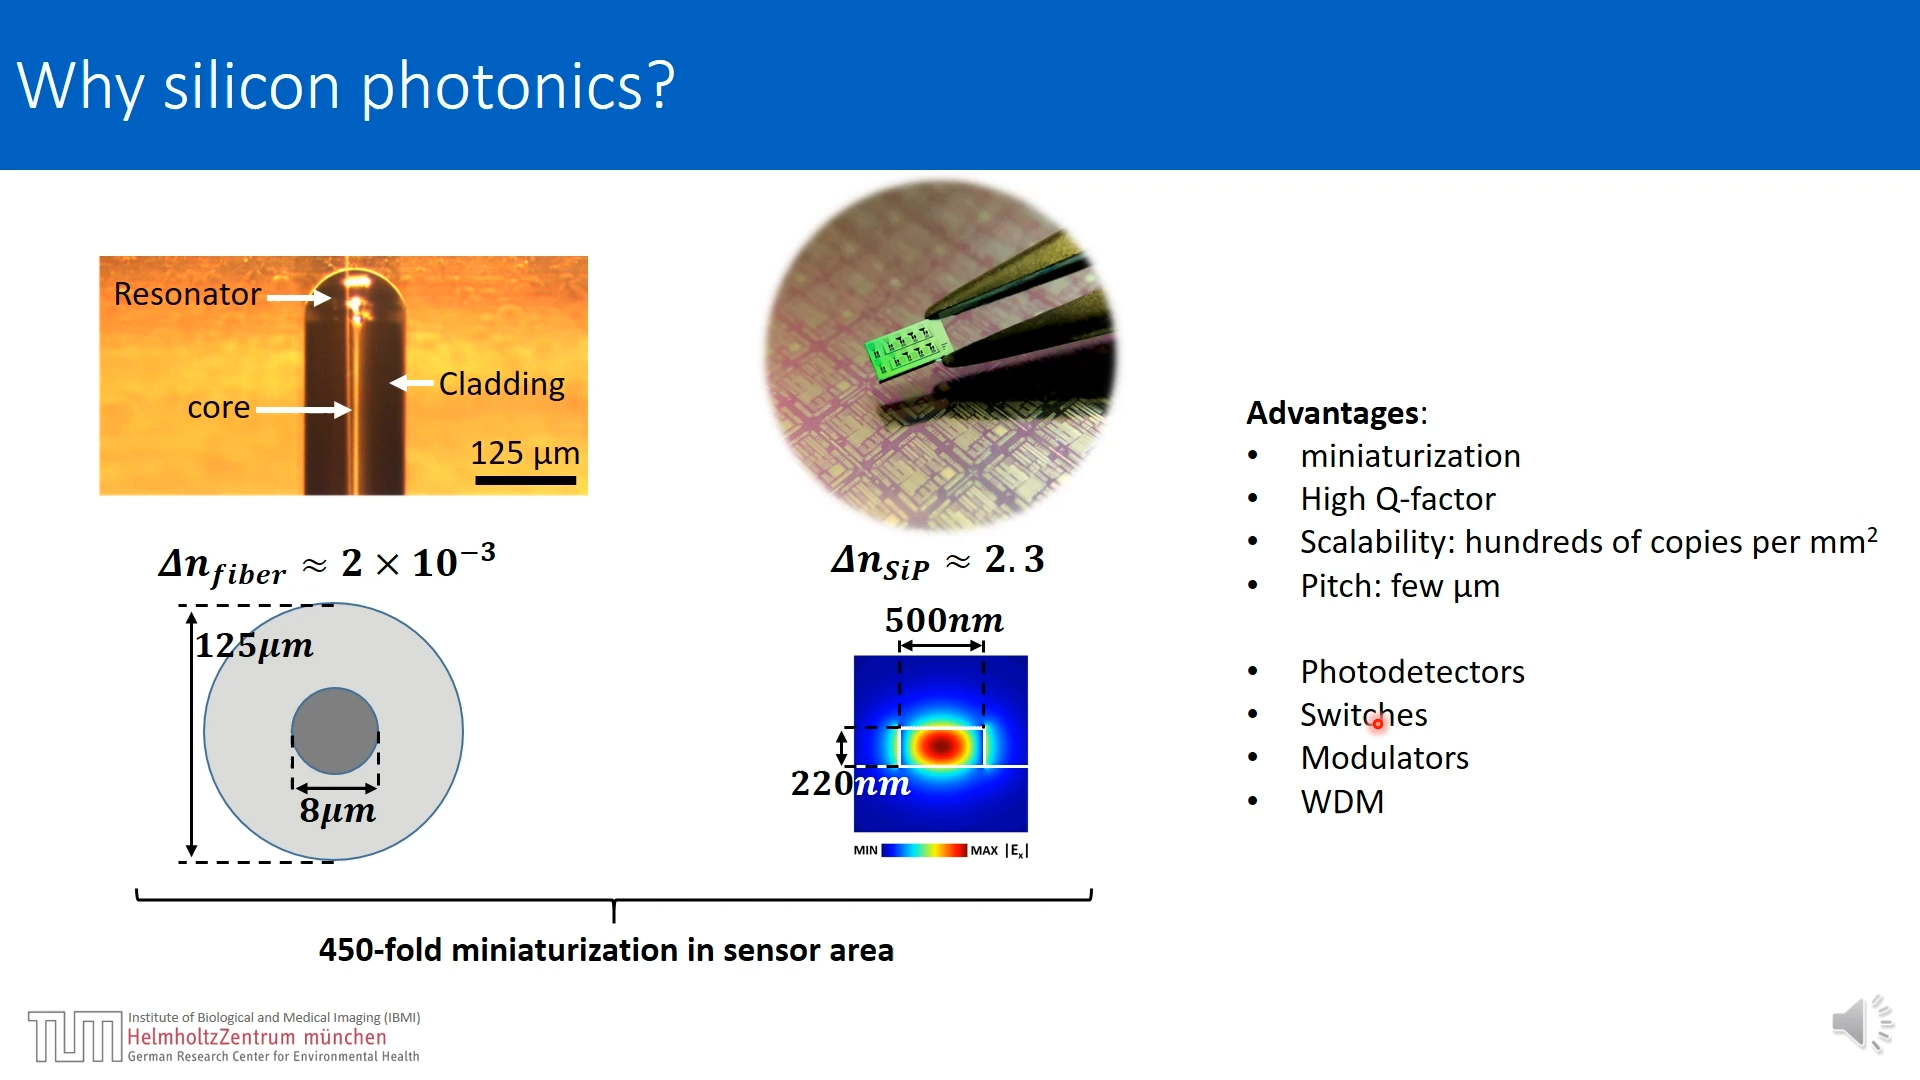 Why silicon photonics?
Resonator
Cladding
core
125 µm
Δn_fiber ≈ 2 × 10⁻³
125µm
8µm
Δn_SiP ≈ 2.3
500nm
220nm
MIN MAX |Eₓ|
450-fold miniaturization in sensor area
Advantages:
• miniaturization
• High Q-factor
• Scalability: hundreds of copies per mm²
• Pitch: few µm
• Photodetectors
• Switches
• Modulators
• WDM
TUM
Institute of Biological and Medical Imaging (IBMI)
HelmholtzZentrum münchen
German Research Center for Environmental Health